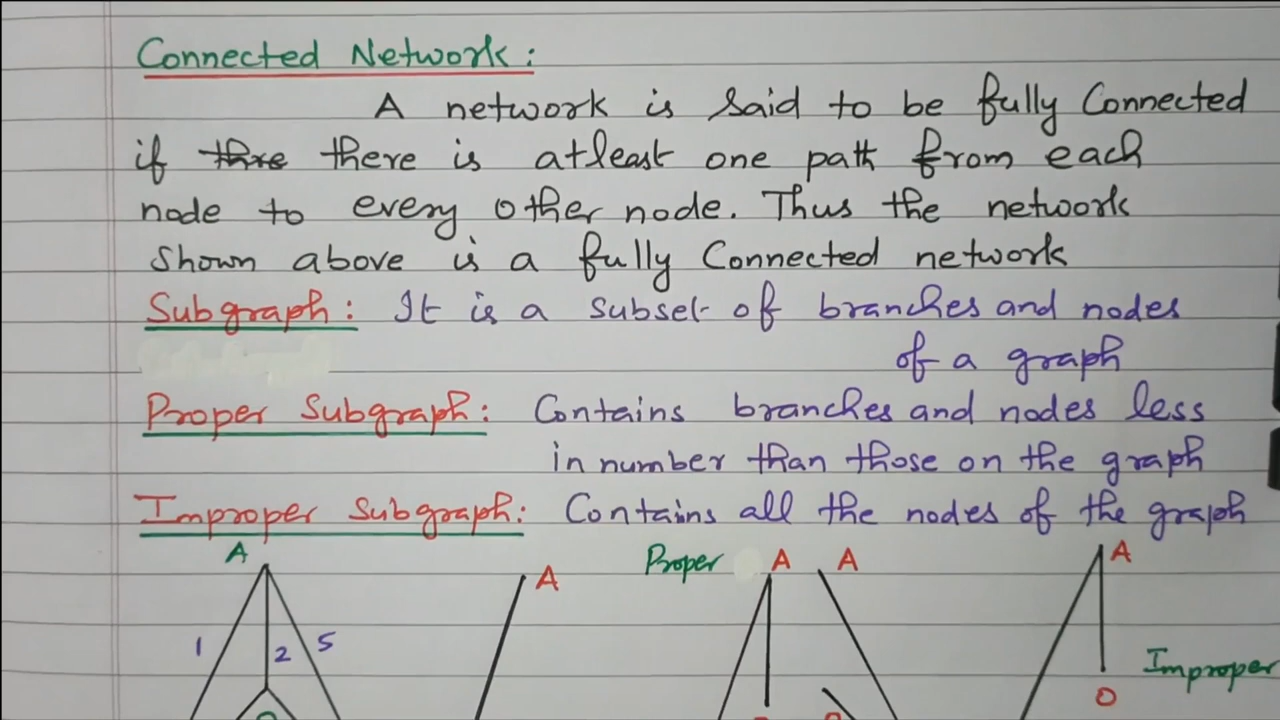 Connected Network:
A network is said to be fully Connected
if thre there is atleast one path from each
node to every other node. Thus the network
shown above is a fully Connected network
Subgraph: It is a subset of branches and nodes
of a graph
Proper Subgraph: Contains branches and nodes less
in number than those on the graph
Improper Subgraph: Contains all the nodes of the graph
A A Proper A A A
1 2 5 Improper
O